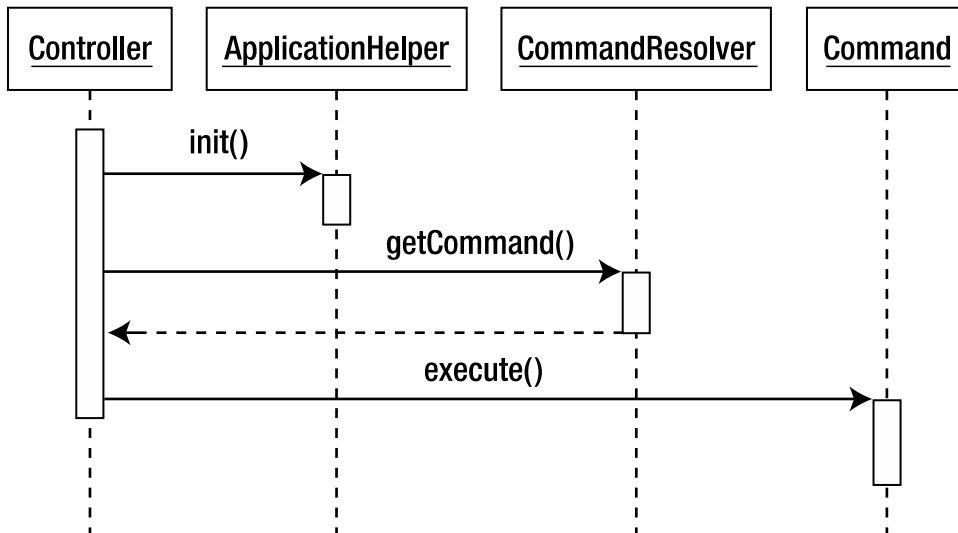 Controller
ApplicationHelper
CommandResolver
Command
init()
getCommand()
execute()